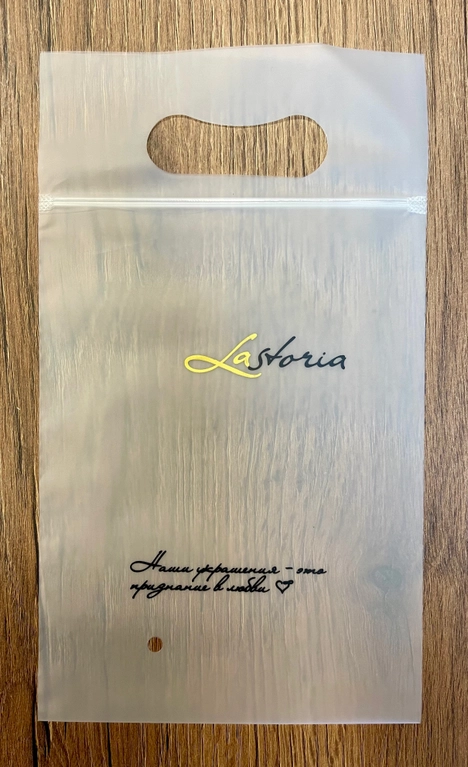 Lastoria
Наши украшения - это
признание в любви ♡